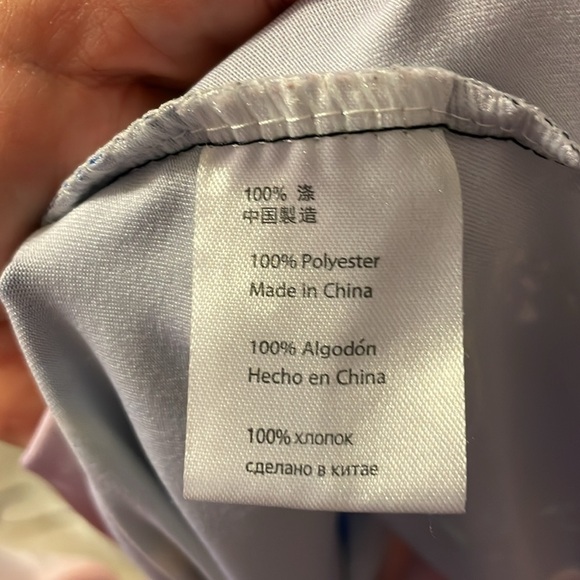 100% 涤
中国製造
100% Polyester
Made in China
100% Algodón
Hecho en China
100% хлопок
сделано в китае